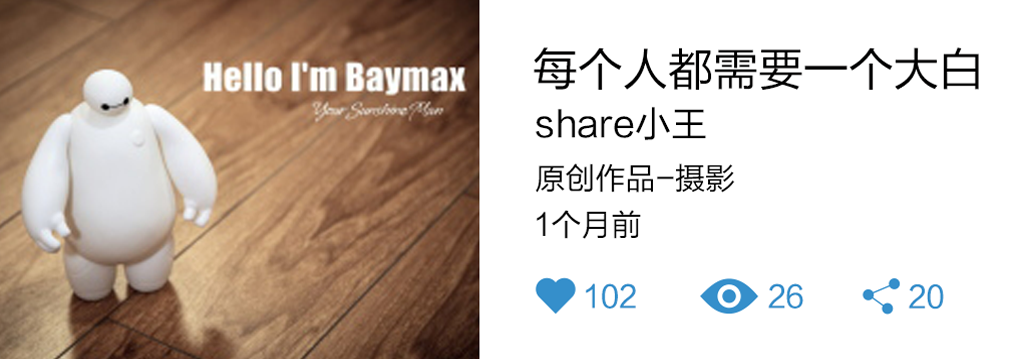 Hello I'm Baymax
Your Sunshine Man
每个人都需要一个大白
share小王
原创作品-摄影
1个月前
102 26 20